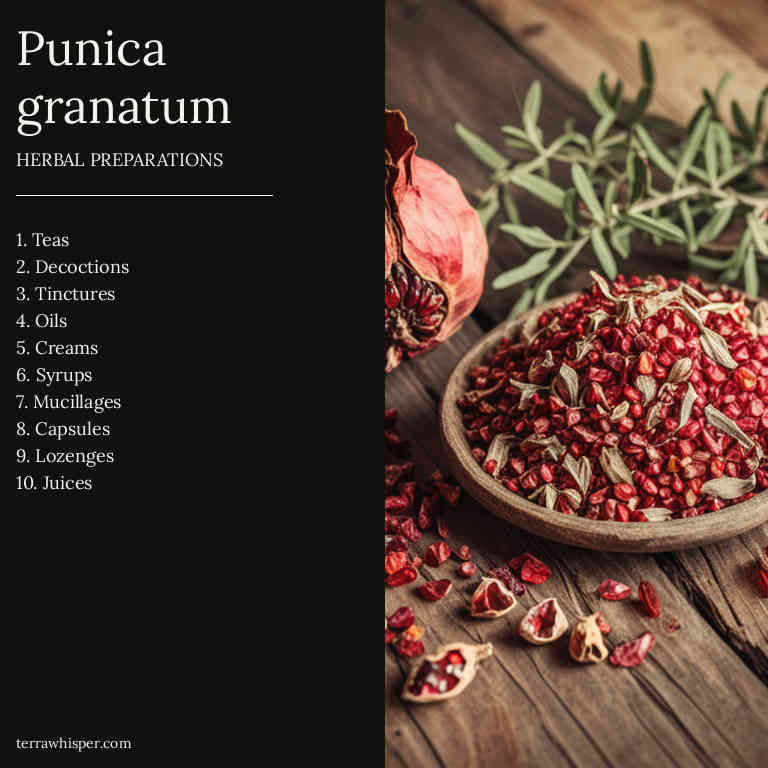 Punica
granatum
HERBAL PREPARATIONS
1. Teas
2. Decoctions
3. Tinctures
4. Oils
5. Creams
6. Syrups
7. Mucillages
8. Capsules
9. Lozenges
10. Juices
terrawhisper.com